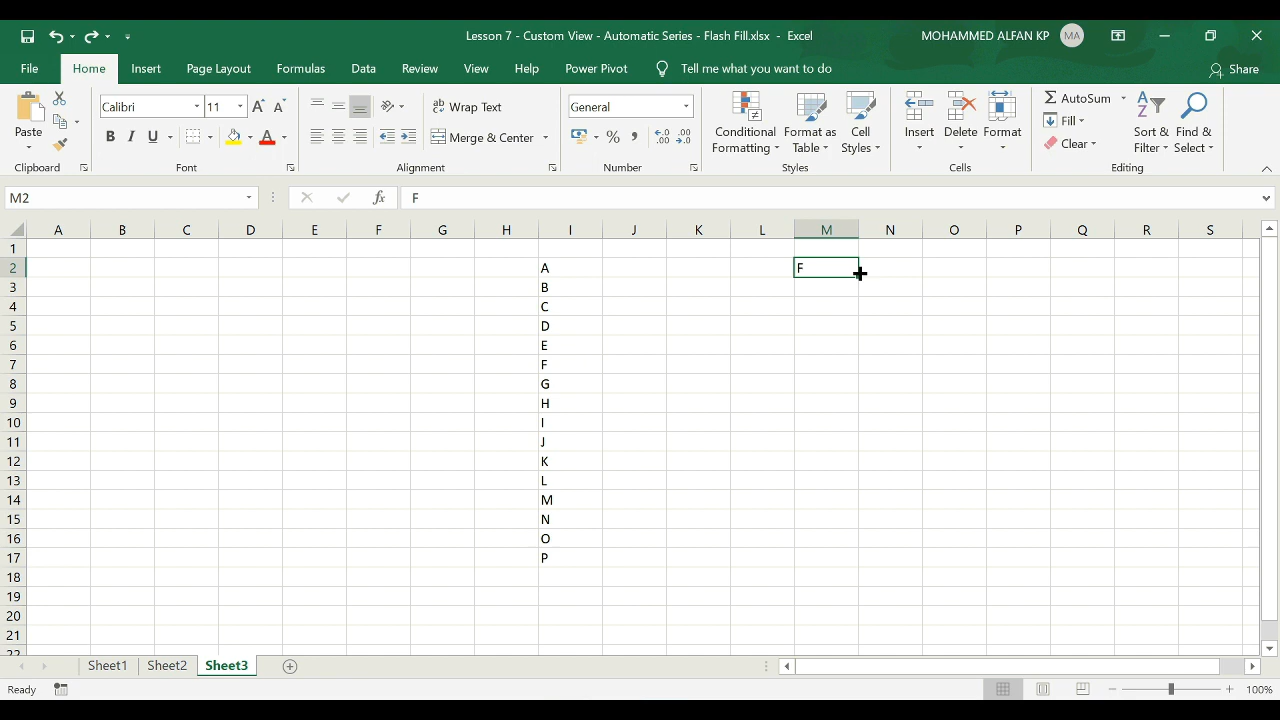 Lesson 7 - Custom View - Automatic Series - Flash Fill.xlsx - Excel
MOHAMMED ALFAN KP
MA
File
Home
Insert
Page Layout
Formulas
Data
Review
View
Help
Power Pivot
Tell me what you want to do
Share
Paste
Calibri
11
B I U
Wrap Text
Merge & Center
General
Conditional Formatting
Format as Table
Cell Styles
Insert
Delete
Format
AutoSum
Fill
Clear
Sort & Filter
Find & Select
Clipboard
Font
Alignment
Number
Styles
Cells
Editing
M2
fx
F
A B C D E F G H I J K L M N O P Q R S
1
2 A F
3 B
4 C
5 D
6 E
7 F
8 G
9 H
10 I
11 J
12 K
13 L
14 M
15 N
16 O
17 P
18
19
20
21
22
Sheet1
Sheet2
Sheet3
Ready
100%